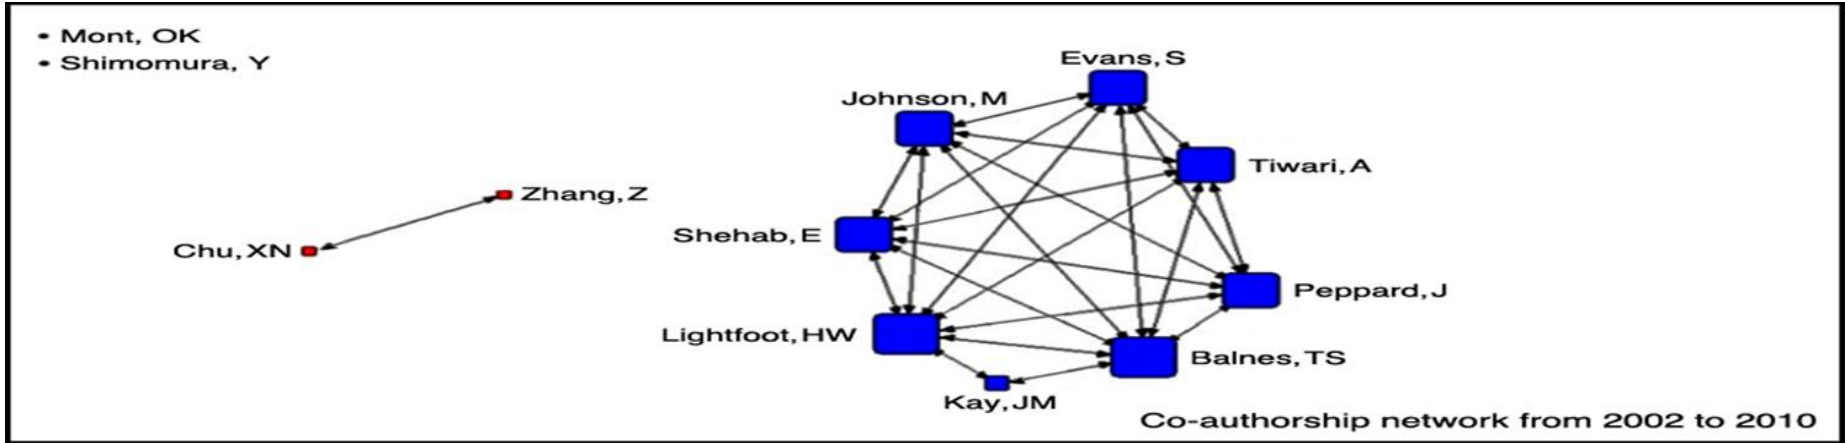 • Mont, OK
• Shimomura, Y
Evans, S
Johnson, M
Tiwari, A
Zhang, Z
Shehab, E
Chu, XN
Peppard, J
Lightfoot, HW
Balnes, TS
Kay, JM
Co-authorship network from 2002 to 2010